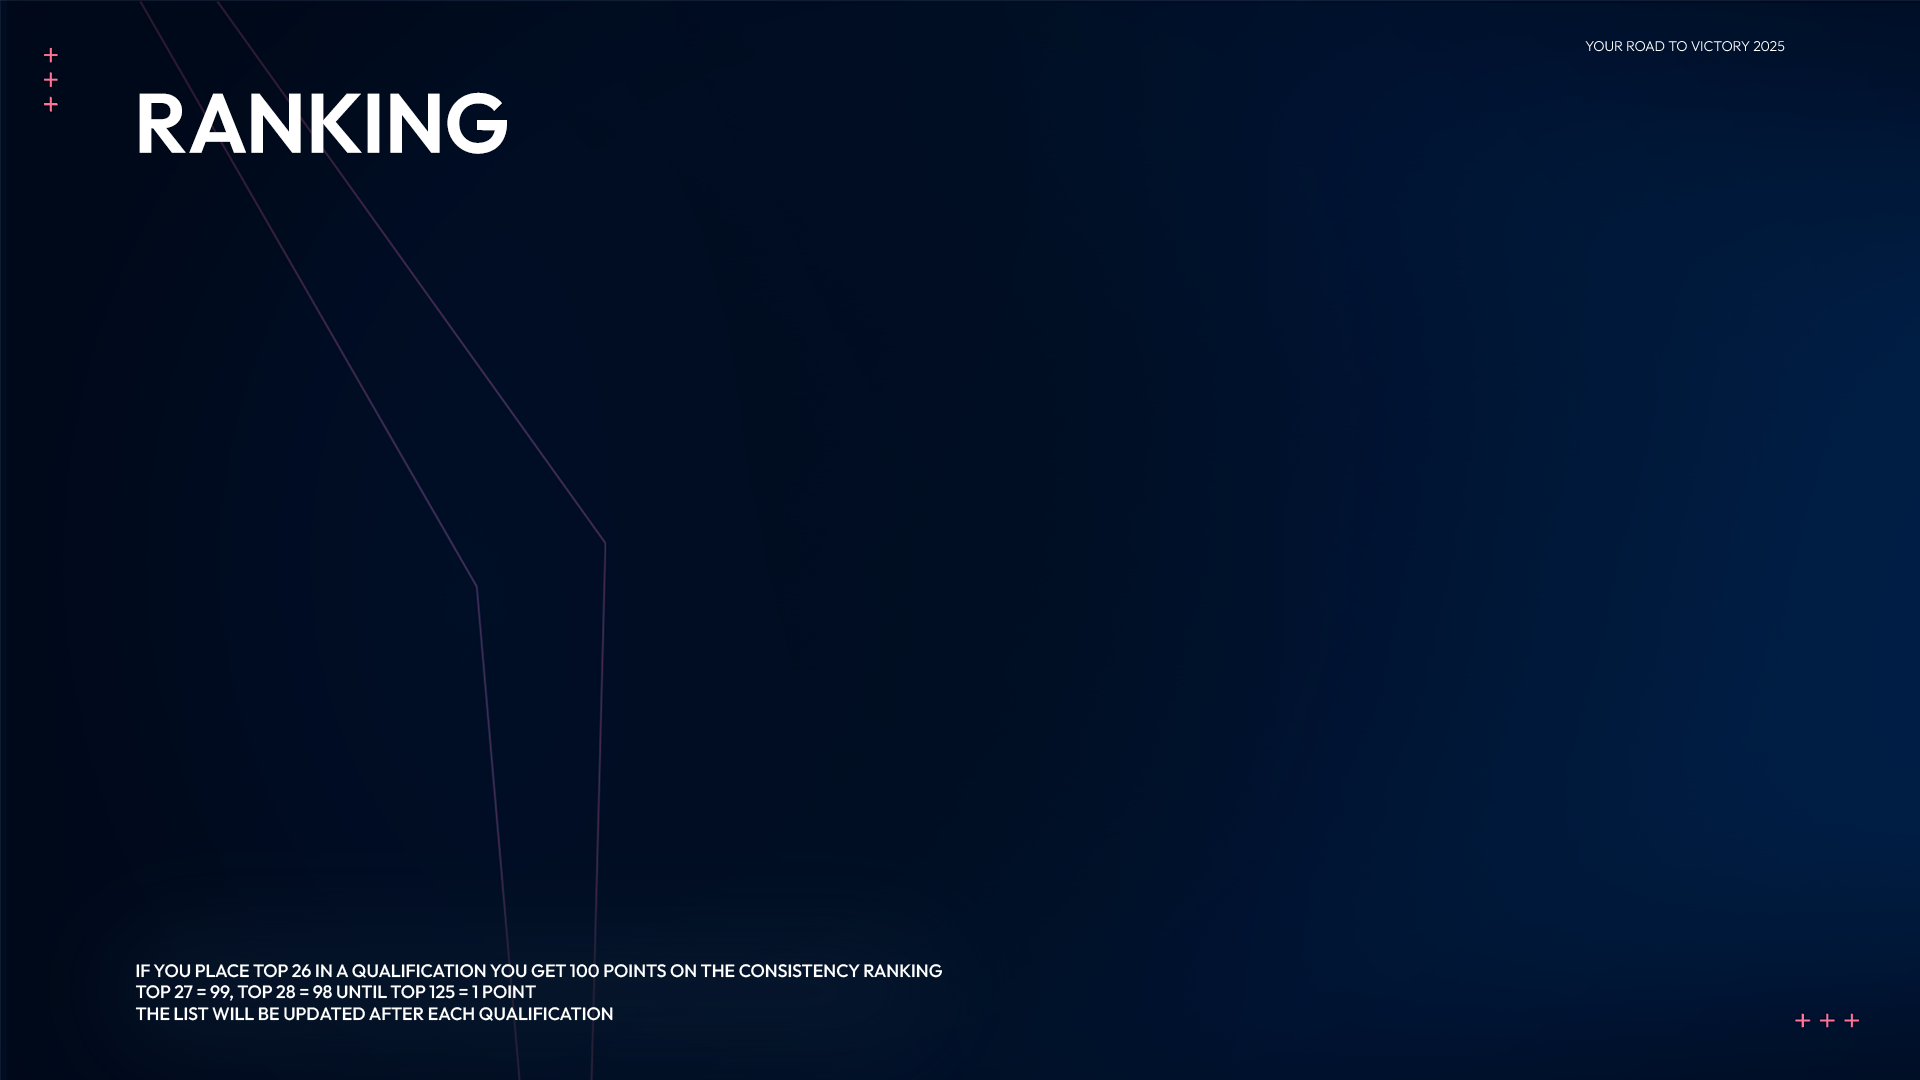 YOUR ROAD TO VICTORY 2025
RANKING
IF YOU PLACE TOP 26 IN A QUALIFICATION YOU GET 100 POINTS ON THE CONSISTENCY RANKING
TOP 27 = 99, TOP 28 = 98 UNTIL TOP 125 = 1 POINT
THE LIST WILL BE UPDATED AFTER EACH QUALIFICATION